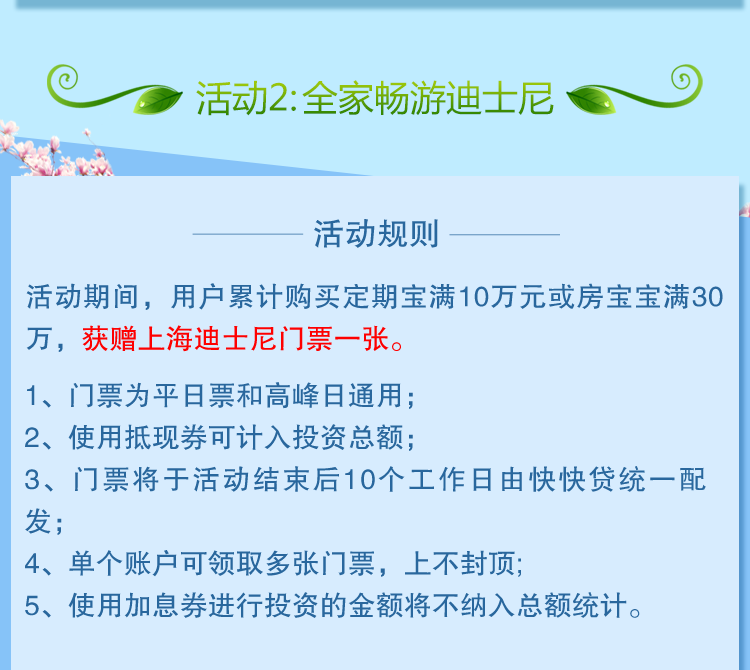 活动2:全家畅游迪士尼
活动规则
活动期间，用户累计购买定期宝满10万元或房宝宝满30
万，获赠上海迪士尼门票一张。
1、门票为平日票和高峰日通用；
2、使用抵现券可计入投资总额；
3、门票将于活动结束后10个工作日由快快贷统一配
发；
4、单个账户可领取多张门票，上不封顶;
5、使用加息券进行投资的金额将不纳入总额统计。